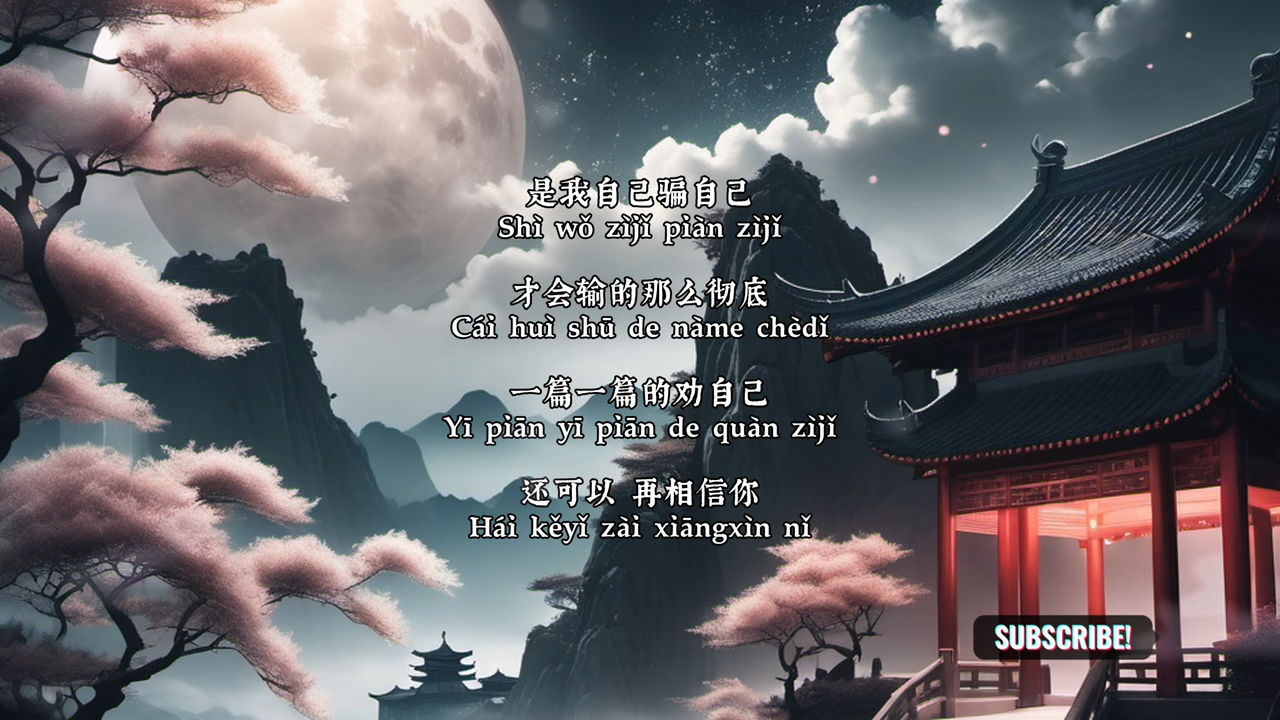 是我自己骗自己
Shì wǒ zìjǐ piàn zìjǐ
才会输的那么彻底
Cái huì shū de nàme chèdǐ
一篇一篇的劝自己
Yī piān yī piān de quàn zìjǐ
还可以 再相信你
Hái kěyǐ zài xiāngxìn nǐ
SUBSCRIBE!